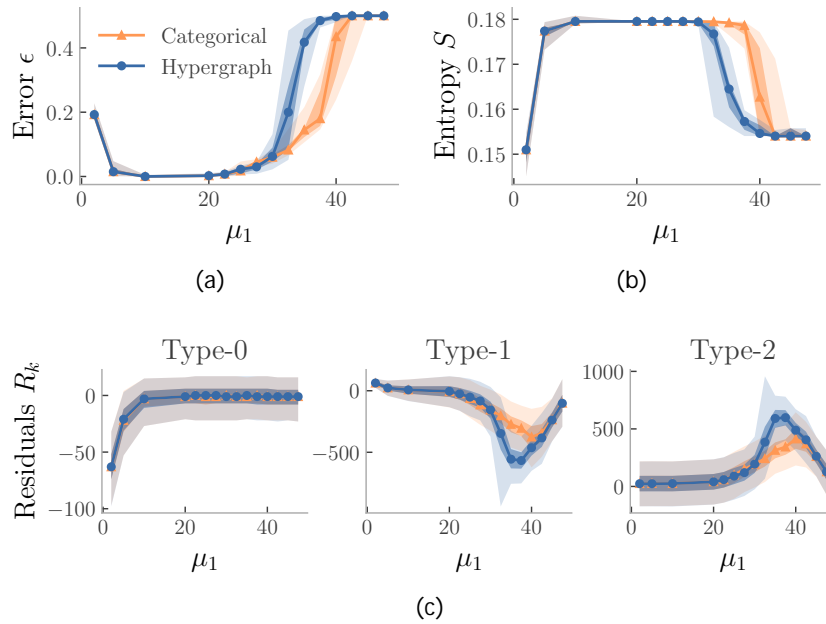 Categorical
Hypergraph
Error ϵ
0.4
0.2
0.0
0
20
40
μ₁
(a)
Entropy S
0.18
0.17
0.16
0.15
0
20
40
μ₁
(b)
Residuals Rₖ
Type-0
0
−50
−100
0
20
40
μ₁
Type-1
0
−500
0
20
40
μ₁
Type-2
1000
500
0
0
20
40
μ₁
(c)